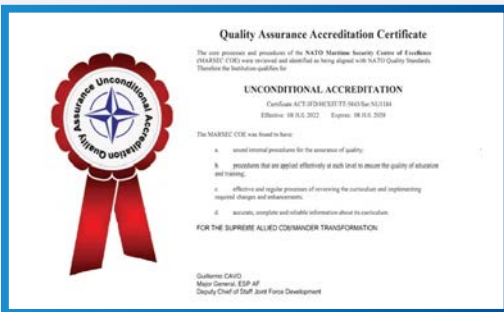 Quality Assurance Unconditional Accreditation
Quality Assurance Accreditation Certificate
The core processes and procedures of the NATO Maritime Security Centre of Excellence
(MARSEC COE) were reviewed and identified as being aligned with NATO Quality Standards.
Therefore the Institution qualifies for
UNCONDITIONAL ACCREDITATION
Certificate
Effective: 08 JUL 2022 Expires: 08 JUL 2028
The MARSEC COE was found to have:
a. sound internal procedures for the assurance of quality;
b. procedures that are applied effectively at each level to ensure the quality of education
and training;
c. effective and regular processes of reviewing the curriculum and implementing
required changes and enhancements;
d. accurate, complete and reliable information about its curriculum.
FOR THE SUPREME ALLIED COMMANDER TRANSFORMATION:
Guillermo CAVO
Major General, ESP AF
Deputy Chief of Staff Joint Force Development